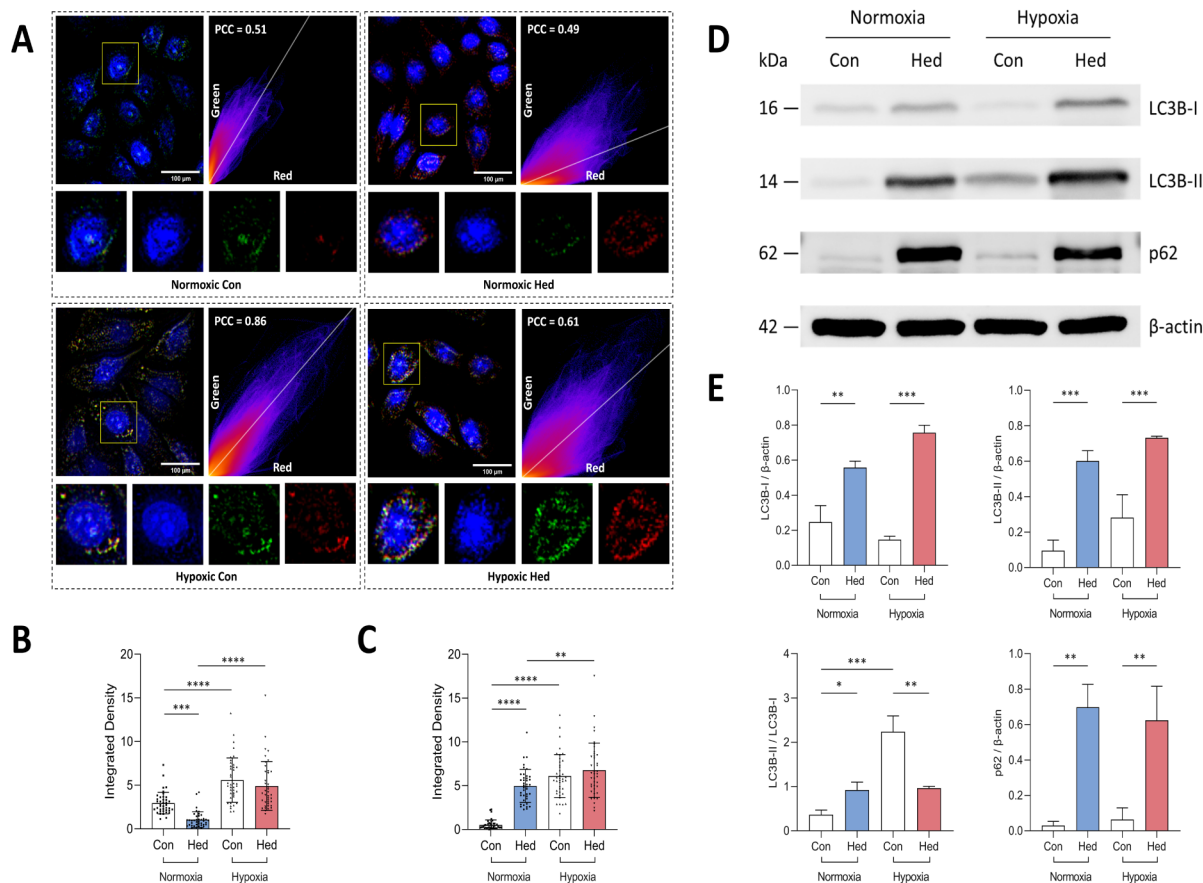 A
PCC = 0.51
Green
Red
100 µm
Normoxic Con
PCC = 0.49
Green
Red
100 µm
Normoxic Hed
PCC = 0.86
Green
Red
100 µm
Hypoxic Con
PCC = 0.61
Green
Red
100 µm
Hypoxic Hed
B
Integrated Density
20
15
10
5
0
****
****
***
Con Hed Con Hed
Normoxia Hypoxia
C
Integrated Density
20
15
10
5
0
**
****
****
Con Hed Con Hed
Normoxia Hypoxia
D
Normoxia Hypoxia
kDa Con Hed Con Hed
16 LC3B-I
14 LC3B-II
62 p62
42 β-actin
E
LC3B-I / β-actin
1.0
0.8
0.6
0.4
0.2
0.0
** ***
Con Hed Con Hed
Normoxia Hypoxia
LC3B-II / β-actin
1.0
0.8
0.6
0.4
0.2
0.0
*** ***
Con Hed Con Hed
Normoxia Hypoxia
LC3B-II / LC3B-I
4
3
2
1
0
***
* **
Con Hed Con Hed
Normoxia Hypoxia
p62 / β-actin
1.0
0.8
0.6
0.4
0.2
0.0
** **
Con Hed Con Hed
Normoxia Hypoxia